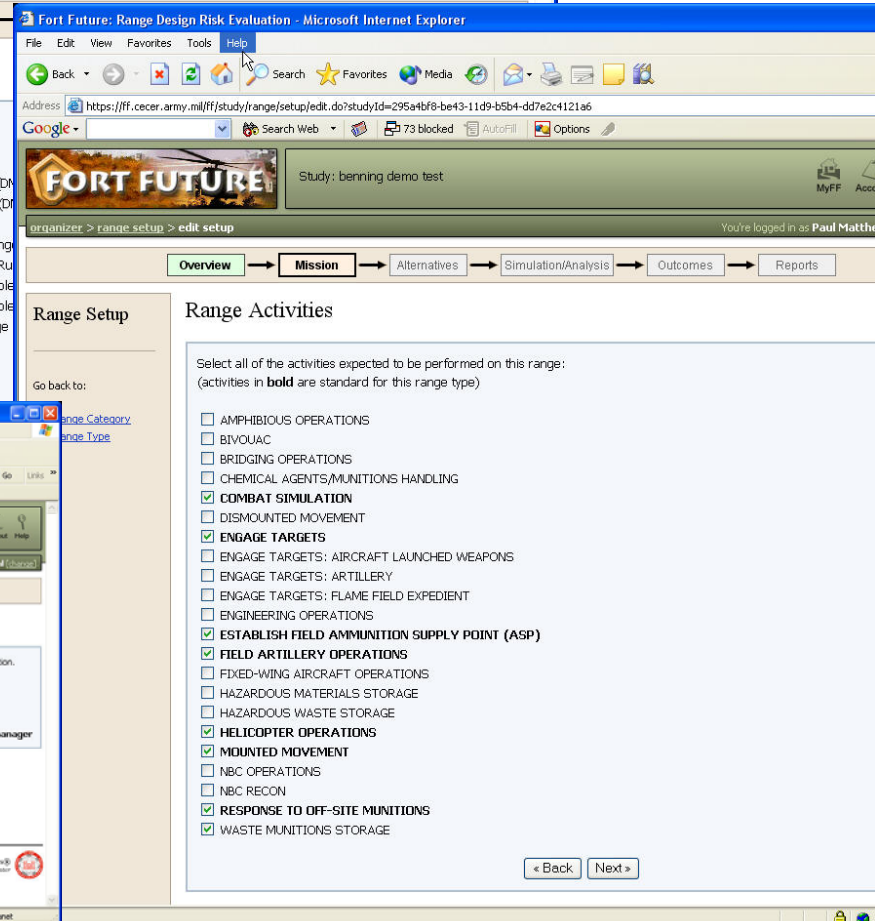 Fort Future: Range Design Risk Evaluation - Microsoft Internet Explorer
File Edit View Favorites Tools Help
Back Search Favorites Media
Address https://ff.cecer.army.mil/ff/study/range/setup/edit.do?studyId=295a4bf8-be43-11d9-b5b4-dd7e2c4121a6
Google Search Web 73 blocked AutoFill Options
FORT FUTURE
Study: benning demo test
MyFF
organizer > range setup > edit setup
You're logged in as Paul
Overview Mission Alternatives Simulation/Analysis Outcomes Reports
Range Setup
Range Activities
Select all of the activities expected to be performed on this range:
(activities in bold are standard for this range type)
Go back to:
ange Category
ange Type
AMPHIBIOUS OPERATIONS
BIVOUAC
BRIDGING OPERATIONS
CHEMICAL AGENTS/MUNITIONS HANDLING
COMBAT SIMULATION
DISMOUNTED MOVEMENT
ENGAGE TARGETS
ENGAGE TARGETS: AIRCRAFT LAUNCHED WEAPONS
ENGAGE TARGETS: ARTILLERY
ENGAGE TARGETS: FLAME FIELD EXPEDIENT
ENGINEERING OPERATIONS
ESTABLISH FIELD AMMUNITION SUPPLY POINT (ASP)
FIELD ARTILLERY OPERATIONS
FIXED-WING AIRCRAFT OPERATIONS
HAZARDOUS MATERIALS STORAGE
HAZARDOUS WASTE STORAGE
HELICOPTER OPERATIONS
MOUNTED MOVEMENT
NBC OPERATIONS
NBC RECON
RESPONSE TO OFF-SITE MUNITIONS
WASTE MUNITIONS STORAGE
« Back Next »
Go Links »
Help
[change]